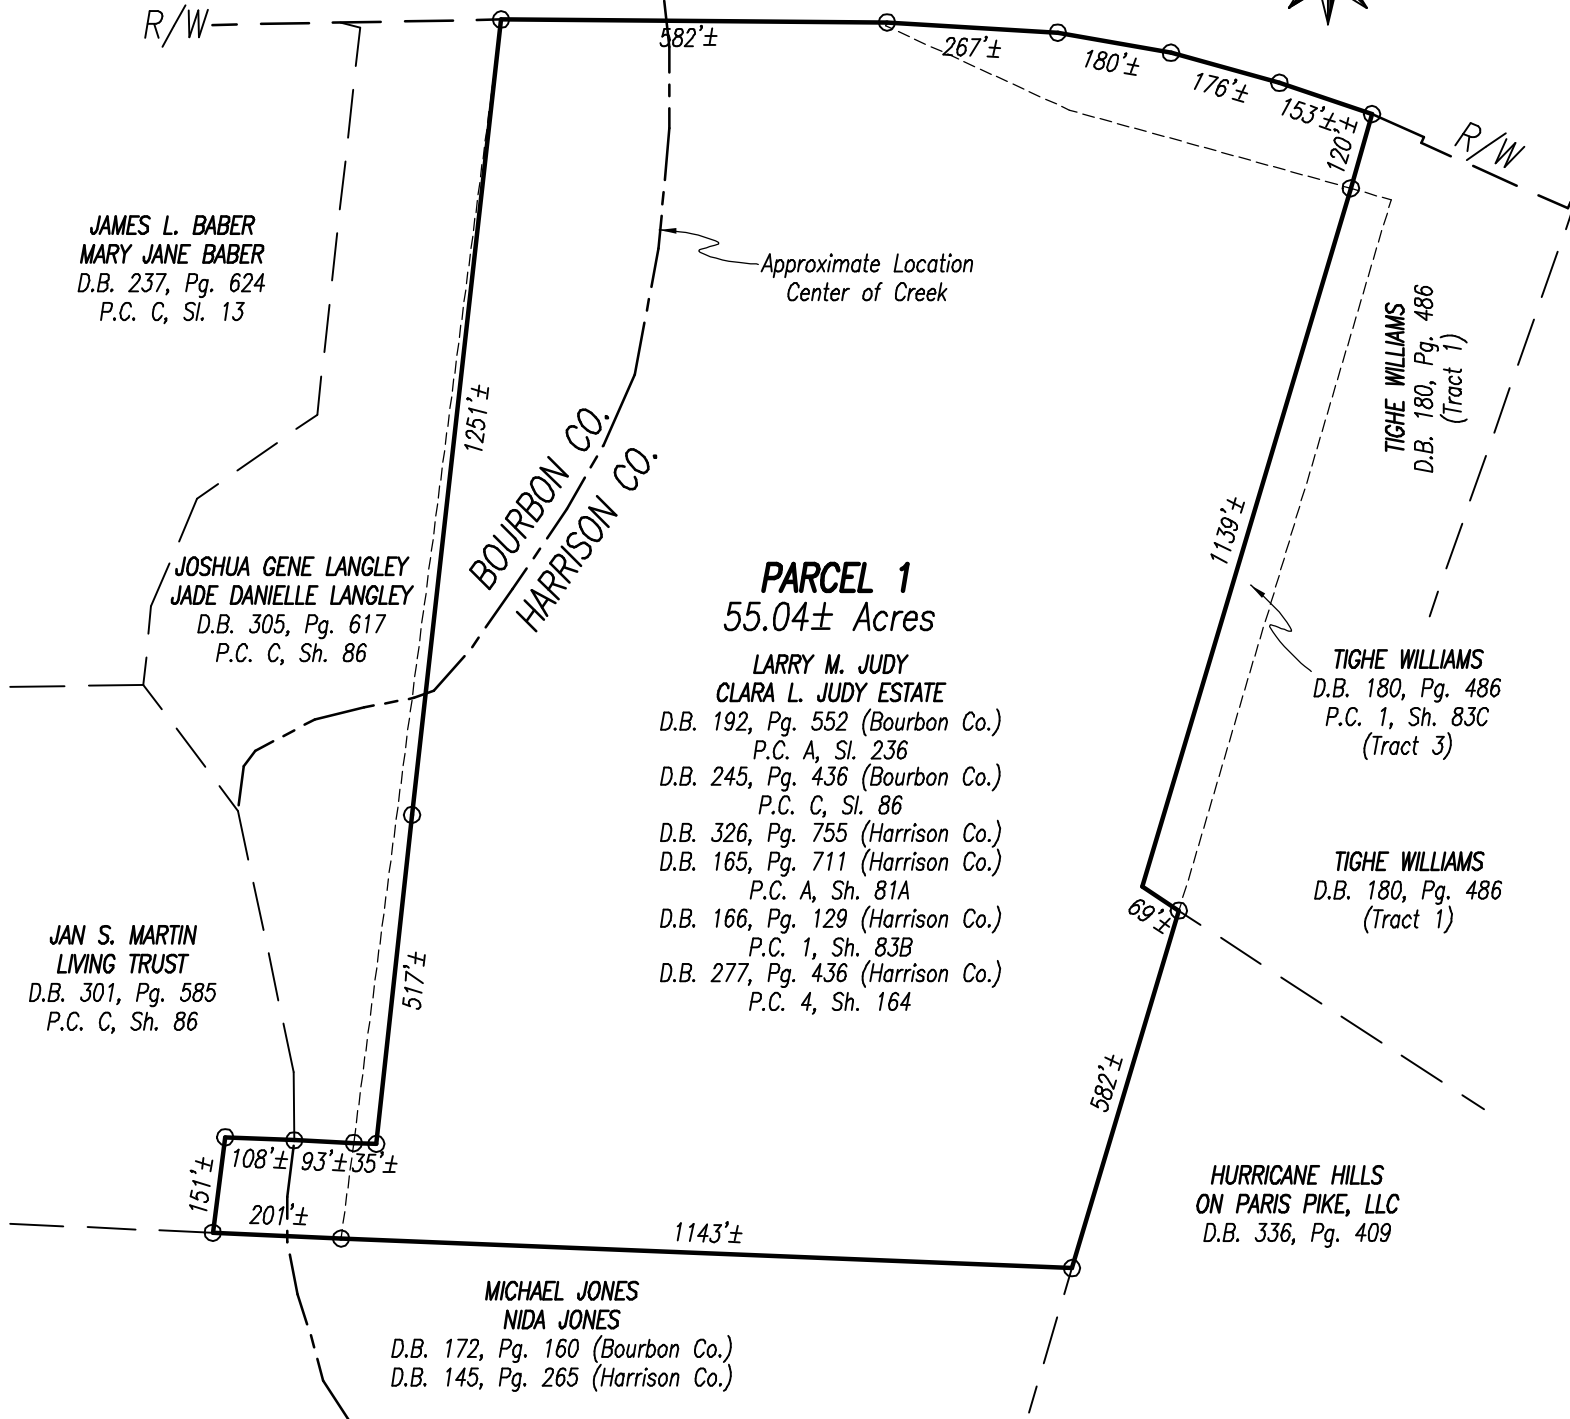 R/W
582'±
267'±
180'±
176'±
153'±
120'±
R/W
JAMES L. BABER
MARY JANE BABER
D.B. 237, Pg. 624
P.C. C, Sl. 13
Approximate Location
Center of Creek
TIGHE WILLIAMS
D.B. 180, Pg. 486
(Tract 1)
1251'±
BOURBON CO.
HARRISON CO.
1139'±
JOSHUA GENE LANGLEY
JADE DANIELLE LANGLEY
D.B. 305, Pg. 617
P.C. C, Sh. 86
PARCEL 1
55.04± Acres
LARRY M. JUDY
CLARA L. JUDY ESTATE
D.B. 192, Pg. 552 (Bourbon Co.)
P.C. A, Sl. 236
D.B. 245, Pg. 436 (Bourbon Co.)
P.C. C, Sl. 86
D.B. 326, Pg. 755 (Harrison Co.)
D.B. 165, Pg. 711 (Harrison Co.)
P.C. A, Sh. 81A
D.B. 166, Pg. 129 (Harrison Co.)
P.C. 1, Sh. 83B
D.B. 277, Pg. 436 (Harrison Co.)
P.C. 4, Sh. 164
TIGHE WILLIAMS
D.B. 180, Pg. 486
P.C. 1, Sh. 83C
(Tract 3)
TIGHE WILLIAMS
D.B. 180, Pg. 486
(Tract 1)
69'±
JAN S. MARTIN
LIVING TRUST
D.B. 301, Pg. 585
P.C. C, Sh. 86
517'±
582'±
108'±
93'±
35'±
151'±
201'±
1143'±
HURRICANE HILLS
ON PARIS PIKE, LLC
D.B. 336, Pg. 409
MICHAEL JONES
NIDA JONES
D.B. 172, Pg. 160 (Bourbon Co.)
D.B. 145, Pg. 265 (Harrison Co.)